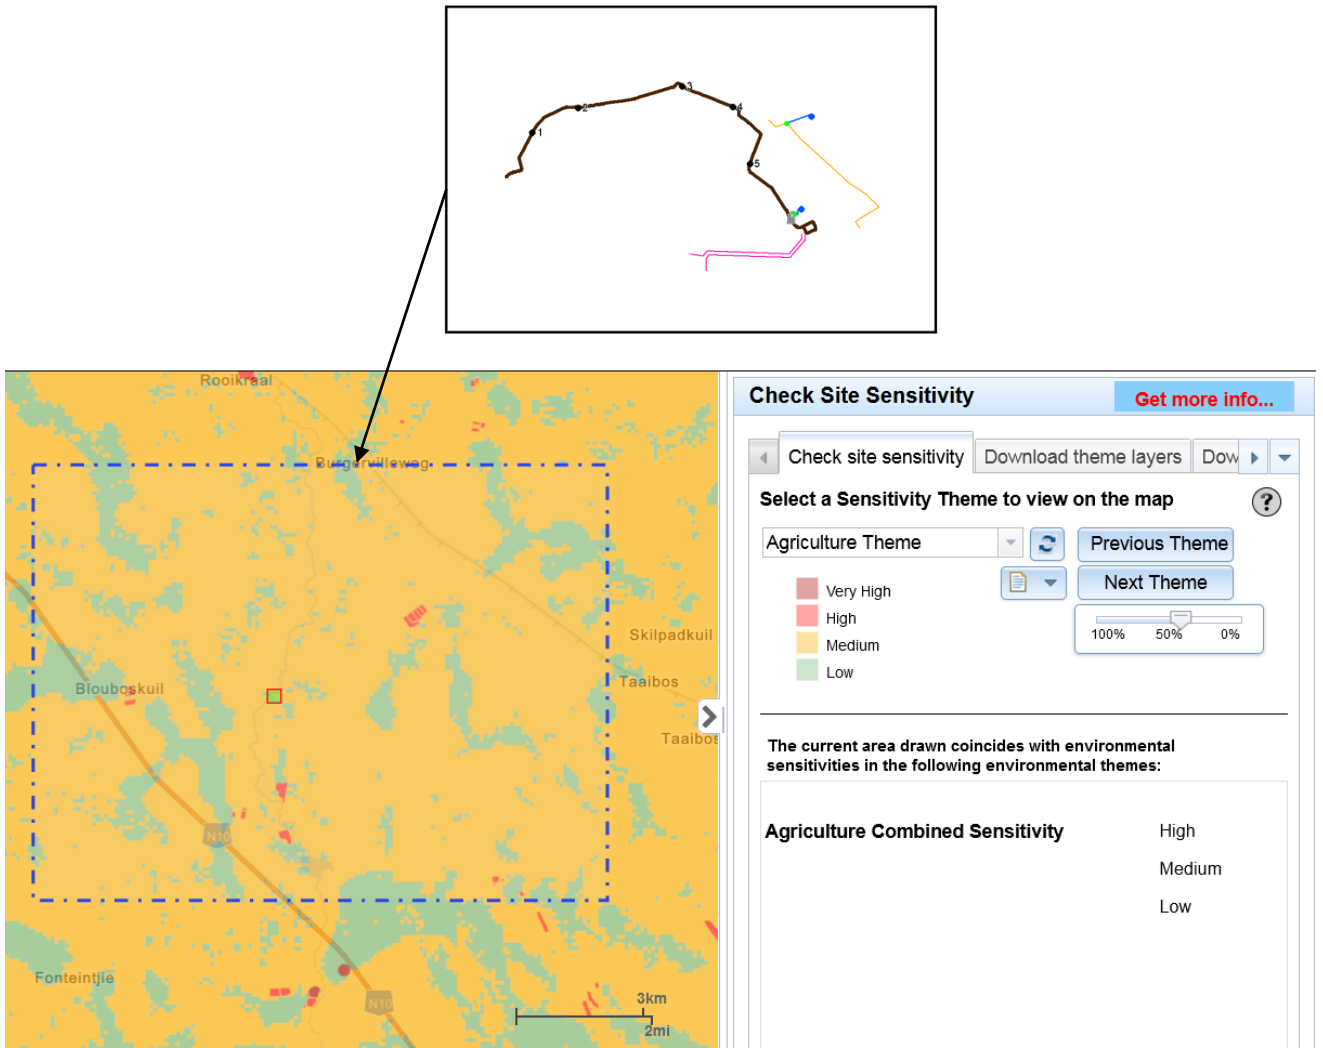 3
2
4
1
5
Rooikraal
Burgervilleweg
Skilpadkuil
Blouboskuil
Taaibos
Taaibos
N10
Fonteintjie
N10
3km
2mi
Check Site Sensitivity
Get more info...
Check site sensitivity
Download theme layers
Dow
Select a Sensitivity Theme to view on the map
?
Agriculture Theme
Previous Theme
Next Theme
Very High
High
Medium
Low
100%
50%
0%
The current area drawn coincides with environmental
sensitivities in the following environmental themes:
Agriculture Combined Sensitivity
High
Medium
Low